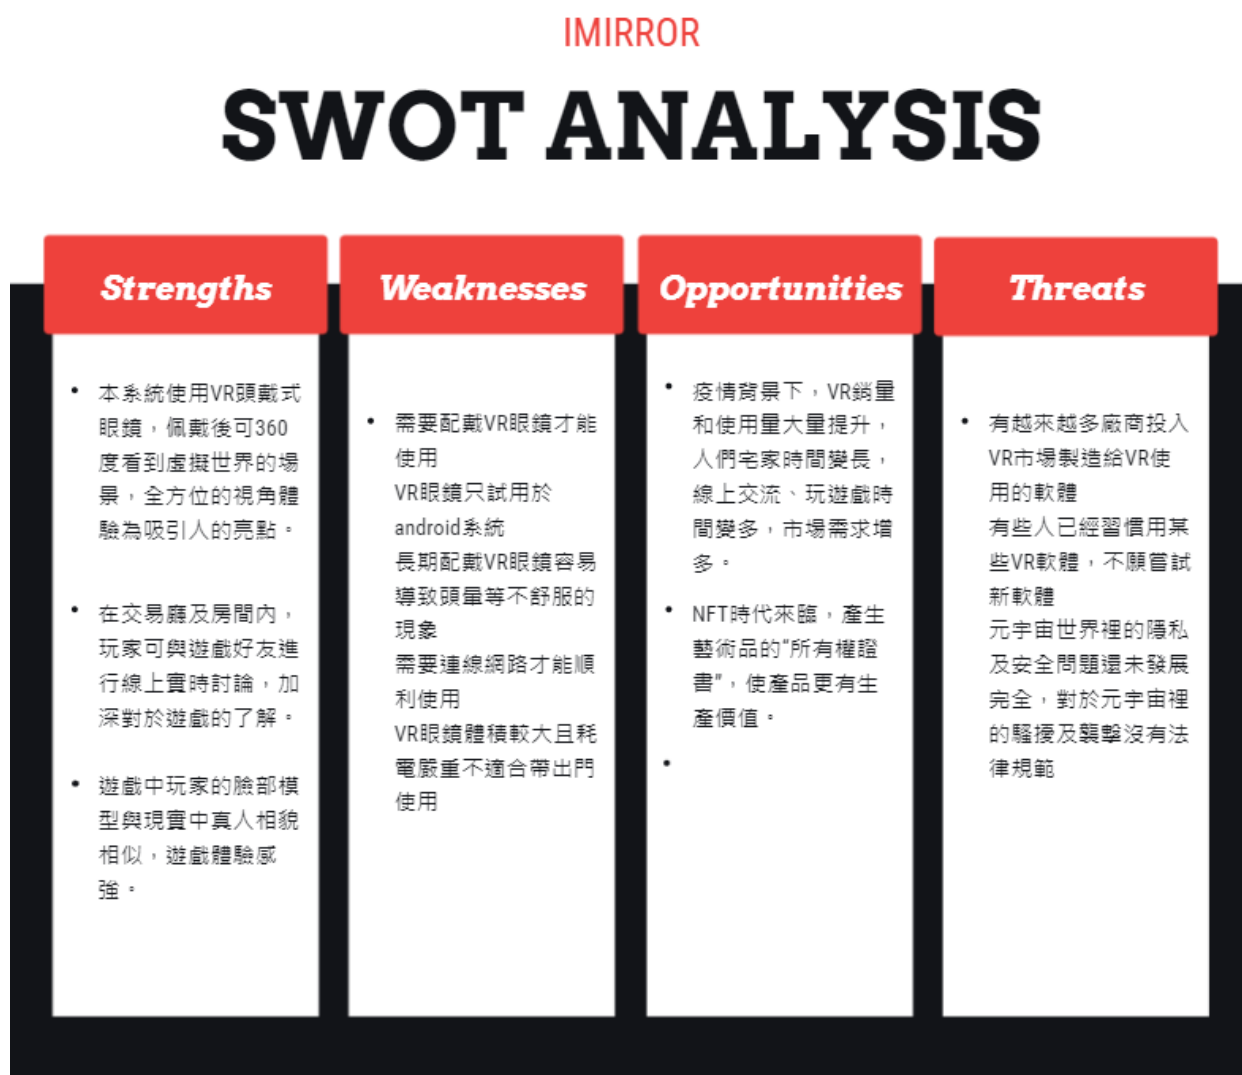 IMIRROR
SWOT ANALYSIS
Strengths
• 本系統使用VR頭戴式
眼鏡，佩戴後可360
度看到虛擬世界的場
景，全方位的視角體
驗為吸引人的亮點。
• 在交易廳及房間內，
玩家可與遊戲好友進
行線上實時討論，加
深對於遊戲的了解。
• 遊戲中玩家的臉部模
型與現實中真人相貌
相似，遊戲體驗感
強。
Weaknesses
• 需要配戴VR眼鏡才能
使用
VR眼鏡只試用於
android系統
長期配戴VR眼鏡容易
導致頭暈等不舒服的
現象
需要連線網路才能順
利使用
VR眼鏡體積較大且耗
電嚴重不適合帶出門
使用
Opportunities
• 疫情背景下，VR銷量
和使用量大量提升，
人們宅家時間變長，
線上交流、玩遊戲時
間變多，市場需求增
多。
• NFT時代來臨，產生
藝術品的"所有權證
書"，使產品更有生
產價值。
•
Threats
• 有越來越多廠商投入
VR市場製造給VR使
用的軟體
有些人已經習慣用某
些VR軟體，不願嘗試
新軟體
元宇宙世界裡的隱私
及安全問題還未發展
完全，對於元宇宙裡
的騷擾及襲擊沒有法
律規範